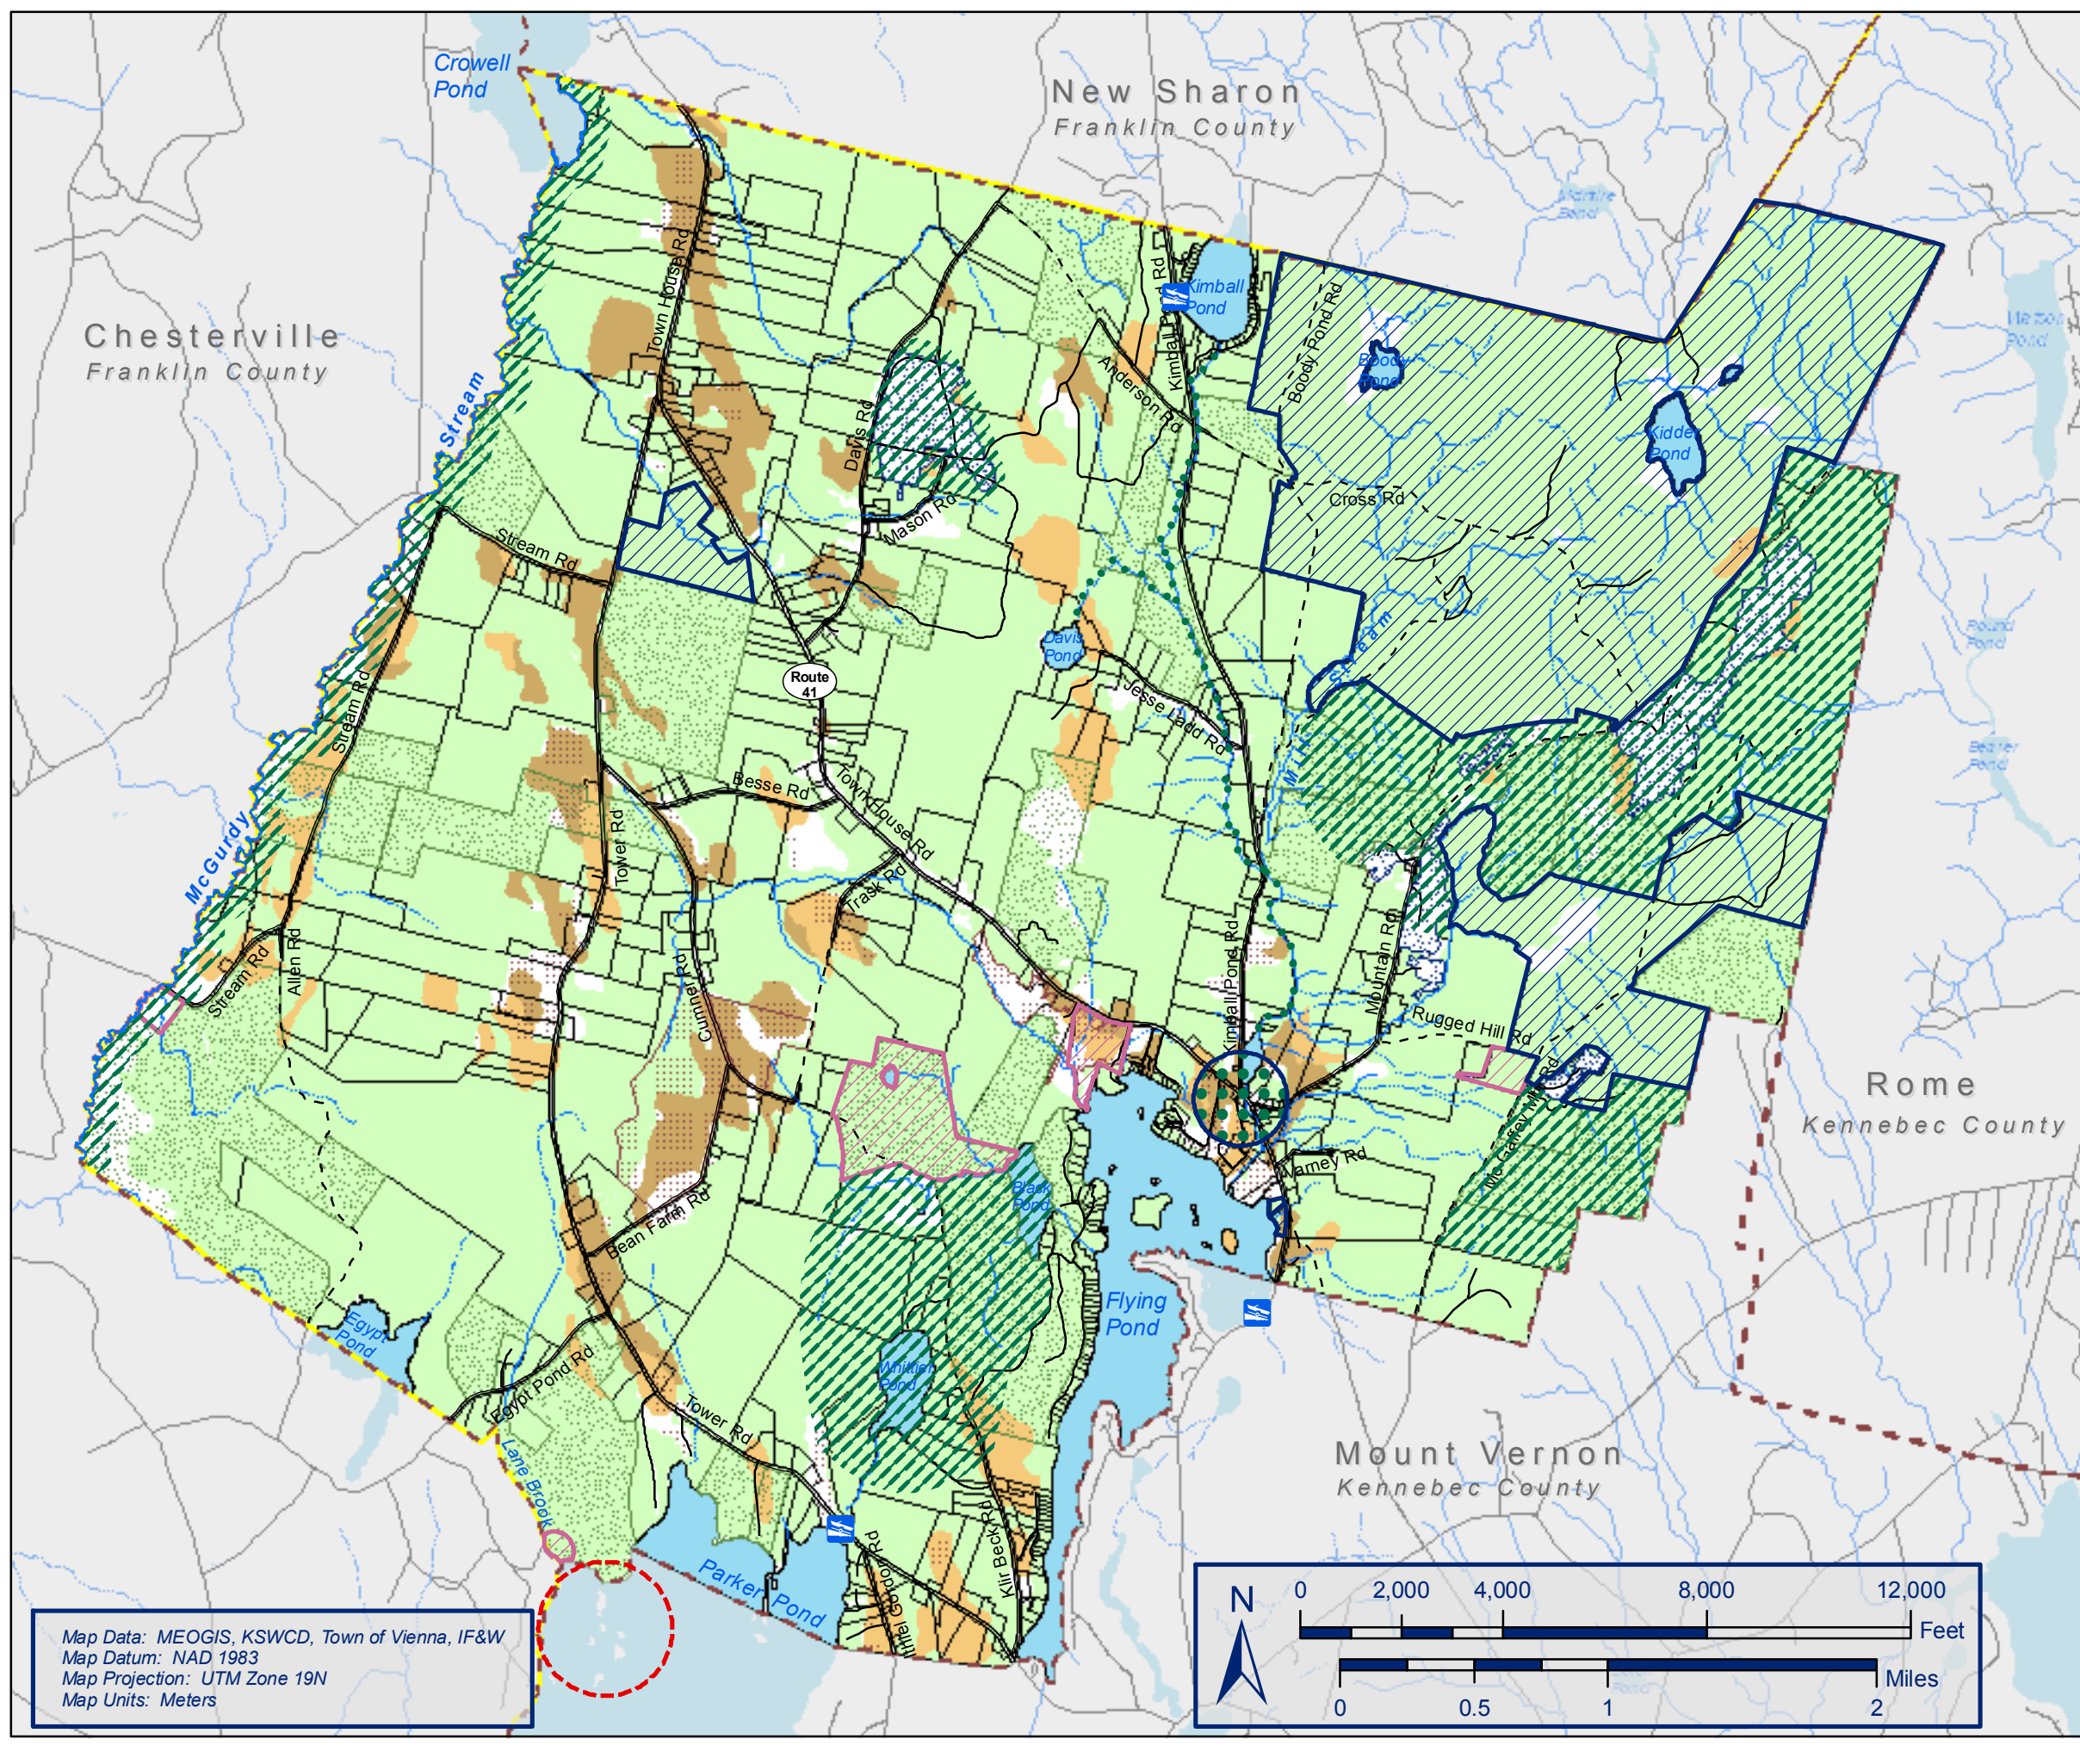 Crowell
Pond
New Sharon
Franklin County
Chesterville
Franklin County
Kimball
Pond
Town House Rd
Boody Pond Rd
Boody
Pond
Anderson Rd
Davis Rd
Stream
Kidder
Pond
Cross Rd
Mason Rd
Stream Rd
Davis
Pond
Stream
Route
41
Jesse Ladd Rd
Stream Rd
Mill
Besse Rd
Town House Rd
Tower Rd
McGurdy
Trask Rd
Kimball Pond Rd
Mountain Rd
Stream Rd
Allen Rd
Cumner Rd
Rugged Hill Rd
Rome
Kennebec County
Varney Rd
Black
Pond
Bean Farm Rd
Flying
Pond
Egypt
Pond
Whittier
Pond
Egypt Pond Rd
Tower Rd
Lane Brook
Mount Vernon
Kennebec County
Klir Beck Rd
Parker Pond
Map Data: MEOGIS, KSWCD, Town of Vienna, IF&W
Map Datum: NAD 1983
Map Projection: UTM Zone 19N
Map Units: Meters
N
0 2,000 4,000 8,000 12,000
Feet
Miles
0 0.5 1 2